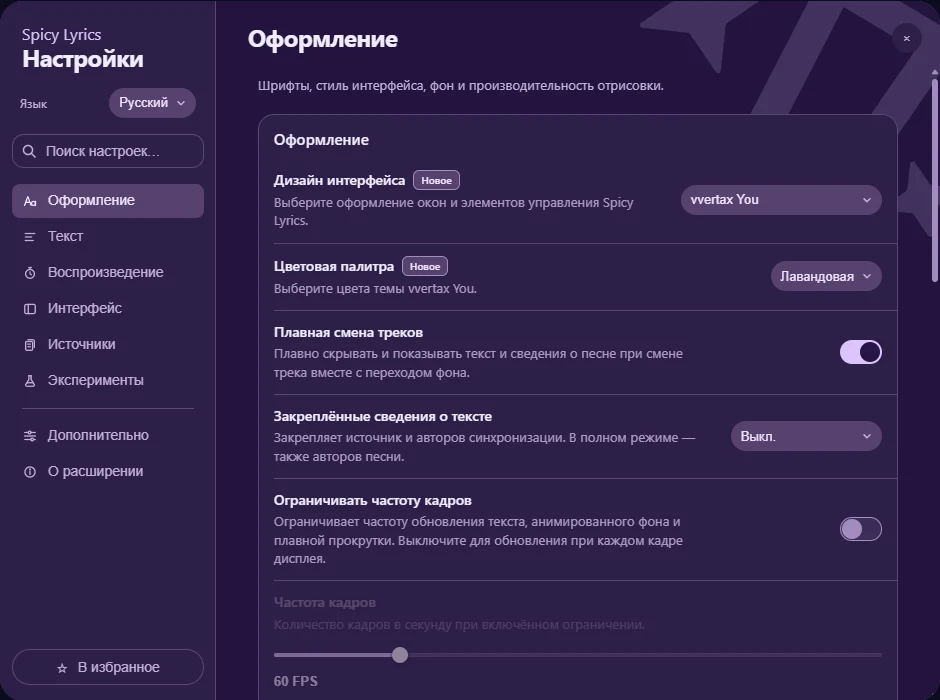 Spicy Lyrics
Настройки
Язык
Русский
Поиск настроек…
Оформление
Текст
Воспроизведение
Интерфейс
Источники
Эксперименты
Дополнительно
О расширении
В избранное
Оформление
Шрифты, стиль интерфейса, фон и производительность отрисовки.
Оформление
Дизайн интерфейса Новое
Выберите оформление окон и элементов управления Spicy
Lyrics.
vvertax You
Цветовая палитра Новое
Выберите цвета темы vvertax You.
Лавандовая
Плавная смена треков
Плавно скрывать и показывать текст и сведения о песне при смене
трека вместе с переходом фона.
Закреплённые сведения о тексте
Закрепляет источник и авторов синхронизации. В полном режиме —
также авторов песни.
Выкл.
Ограничивать частоту кадров
Ограничивает частоту обновления текста, анимированного фона и
плавной прокрутки. Выключите для обновления при каждом кадре
дисплея.
Частота кадров
Количество кадров в секунду при включённом ограничении.
60 FPS